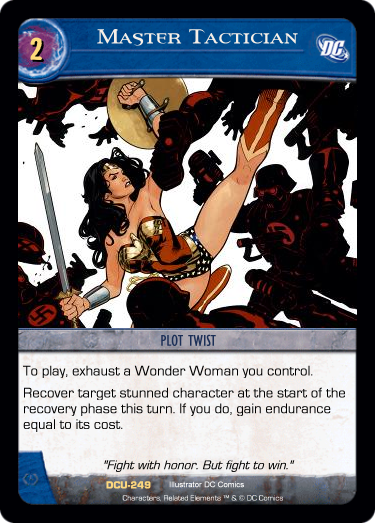 2
MASTER TACTICIAN
DC
PLOT TWIST
To play, exhaust a Wonder Woman you control.
Recover target stunned character at the start of the
recovery phase this turn. If you do, gain endurance
equal to its cost.
"Fight with honor. But fight to win."
DCU-249 Illustrator DC Comics
Characters, Related Elements ™ & © DC Comics